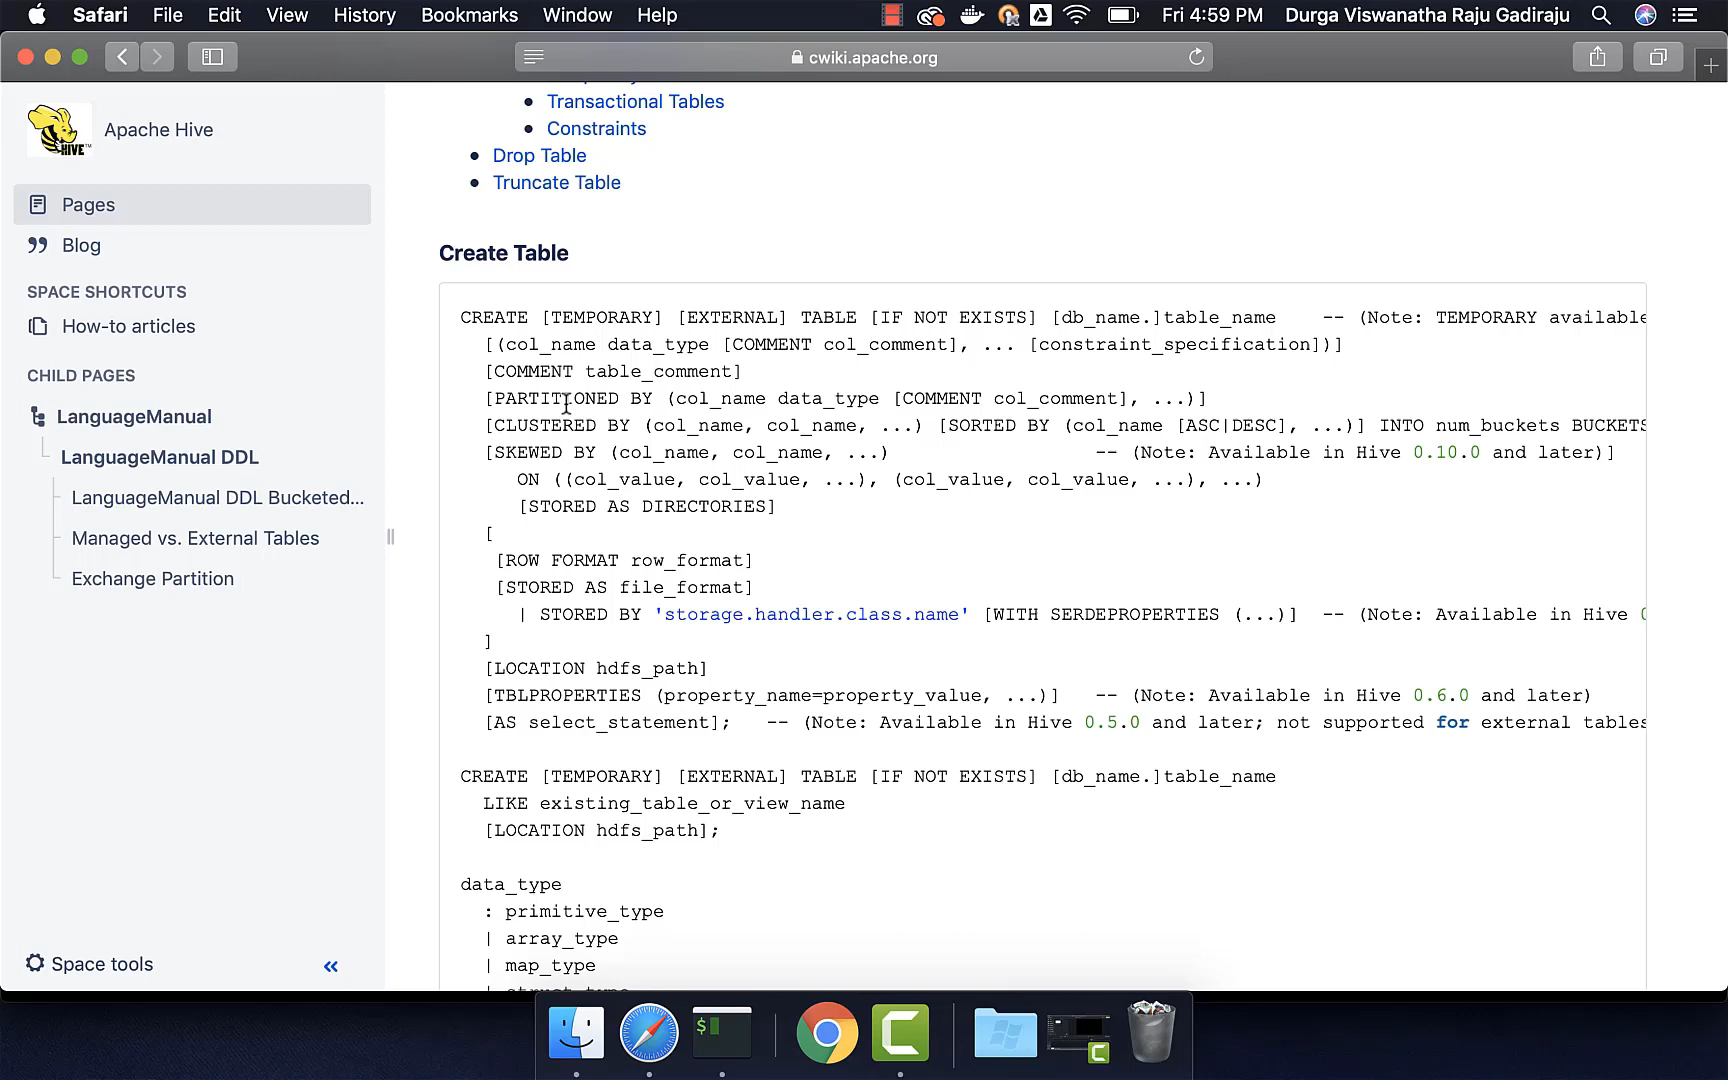 Safari File Edit View History Bookmarks Window Help Fri 4:59 PM Durga Viswanatha Raju Gadiraju
cwiki.apache.org
HIVE
Apache Hive
Pages
Blog
SPACE SHORTCUTS
How-to articles
CHILD PAGES
LanguageManual
LanguageManual DDL
LanguageManual DDL Bucketed...
Managed vs. External Tables
Exchange Partition
Space tools
Transactional Tables
Constraints
Drop Table
Truncate Table
Create Table
CREATE [TEMPORARY] [EXTERNAL] TABLE [IF NOT EXISTS] [db_name.]table_name    -- (Note: TEMPORARY available
[(col_name data_type [COMMENT col_comment], ... [constraint_specification])]
[COMMENT table_comment]
[PARTITIONED BY (col_name data_type [COMMENT col_comment], ...)]
[CLUSTERED BY (col_name, col_name, ...) [SORTED BY (col_name [ASC|DESC], ...)] INTO num_buckets BUCKETS
[SKEWED BY (col_name, col_name, ...)                  -- (Note: Available in Hive 0.10.0 and later)]
ON ((col_value, col_value, ...), (col_value, col_value, ...), ...)
[STORED AS DIRECTORIES]
[
[ROW FORMAT row_format]
[STORED AS file_format]
| STORED BY 'storage.handler.class.name' [WITH SERDEPROPERTIES (...)]  -- (Note: Available in Hive
]
[LOCATION hdfs_path]
[TBLPROPERTIES (property_name=property_value, ...)]   -- (Note: Available in Hive 0.6.0 and later)
[AS select_statement];   -- (Note: Available in Hive 0.5.0 and later; not supported for external tables
CREATE [TEMPORARY] [EXTERNAL] TABLE [IF NOT EXISTS] [db_name.]table_name
LIKE existing_table_or_view_name
[LOCATION hdfs_path];
data_type
: primitive_type
| array_type
| map_type